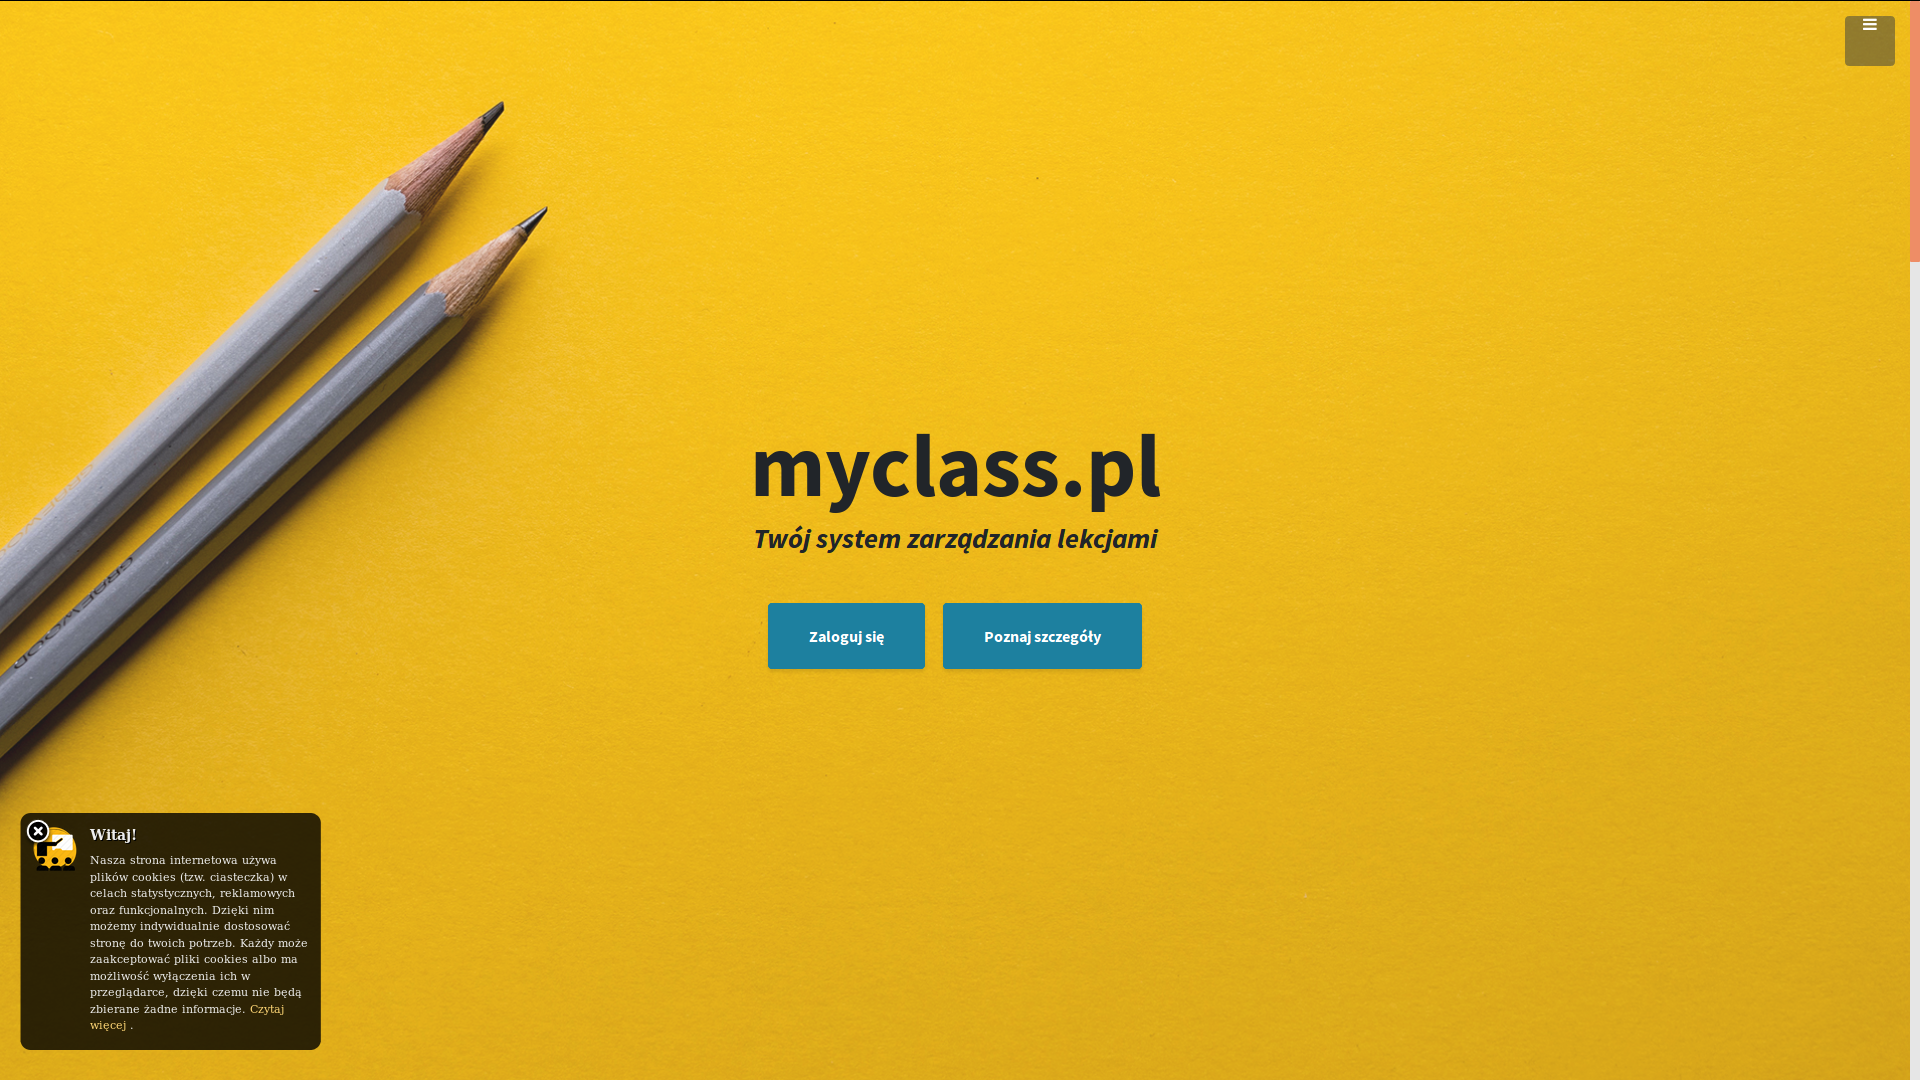 myclass.pl
Twój system zarządzania lekcjami
Zaloguj się
Poznaj szczegóły
Witaj!
Nasza strona internetowa używa
plików cookies (tzw. ciasteczka) w
celach statystycznych, reklamowych
oraz funkcjonalnych. Dzięki nim
możemy indywidualnie dostosować
stronę do twoich potrzeb. Każdy może
zaakceptować pliki cookies albo ma
możliwość wyłączenia ich w
przeglądarce, dzięki czemu nie będą
zbierane żadne informacje. Czytaj
więcej .